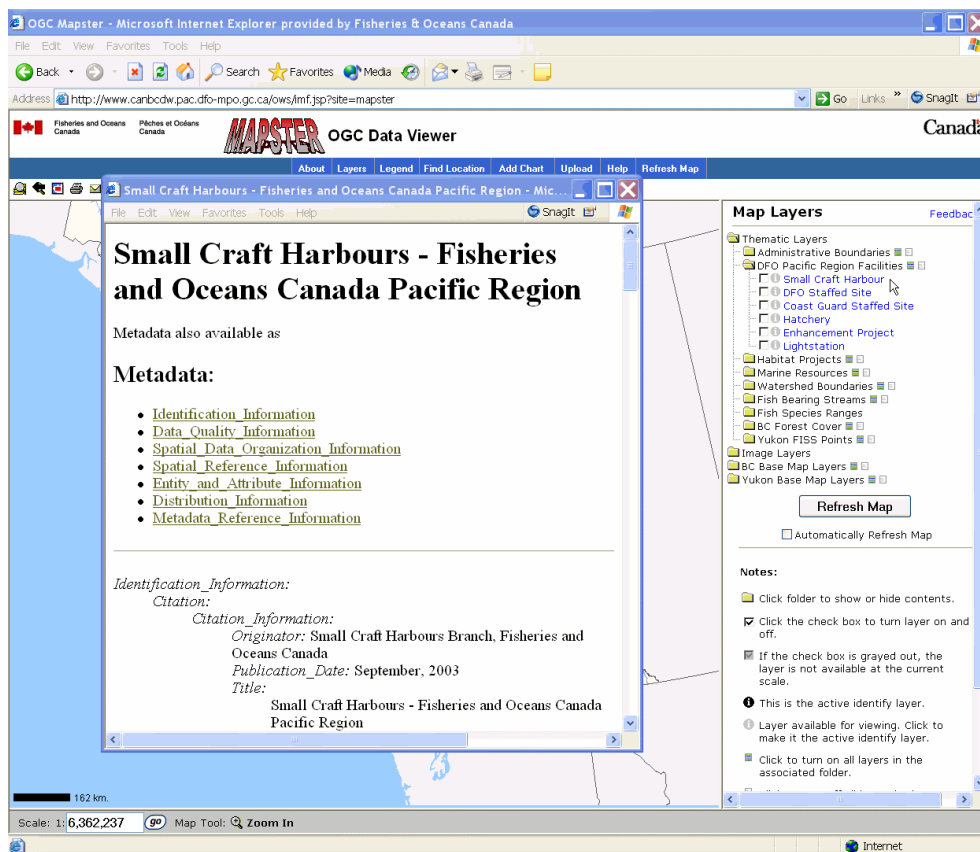 OGC Mapster - Microsoft Internet Explorer provided by Fisheries & Oceans Canada
File Edit View Favorites Tools Help
Back Search Favorites Media
Address http://www.canbcdw.pac.dfo-mpo.gc.ca/ows/imf.jsp?site=mapster Go Links » SnagIt
Fisheries and Oceans
Canada
Pêches et Océans
Canada
MAPSTER OGC Data Viewer
Canada
About Layers Legend Find Location Add Chart Upload Help Refresh Map
Small Craft Harbours - Fisheries and Oceans Canada Pacific Region - Mic...
File Edit View Favorites Tools Help SnagIt
Small Craft Harbours - Fisheries
and Oceans Canada Pacific Region
Metadata also available as
Metadata:
Identification_Information
Data_Quality_Information
Spatial_Data_Organization_Information
Spatial_Reference_Information
Entity_and_Attribute_Information
Distribution_Information
Metadata_Reference_Information
Identification_Information:
Citation:
Citation_Information:
Originator: Small Craft Harbours Branch, Fisheries and
Oceans Canada
Publication_Date: September, 2003
Title:
Small Craft Harbours - Fisheries and Oceans Canada
Pacific Region
Map Layers
Feedbac
Thematic Layers
Administrative Boundaries
DFO Pacific Region Facilities
Small Craft Harbour
DFO Staffed Site
Coast Guard Staffed Site
Hatchery
Enhancement Project
Lightstation
Habitat Projects
Marine Resources
Watershed Boundaries
Fish Bearing Streams
Fish Species Ranges
BC Forest Cover
Yukon FISS Points
Image Layers
BC Base Map Layers
Yukon Base Map Layers
Refresh Map
Automatically Refresh Map
Notes:
Click folder to show or hide contents.
Click the check box to turn layer on and
off.
If the check box is grayed out, the
layer is not available at the current
scale.
This is the active identify layer.
Layer available for viewing. Click to
make it the active identify layer.
Click to turn on all layers in the
associated folder.
162 km.
Scale: 1: 6,362,237 go Map Tool: Zoom In
Internet